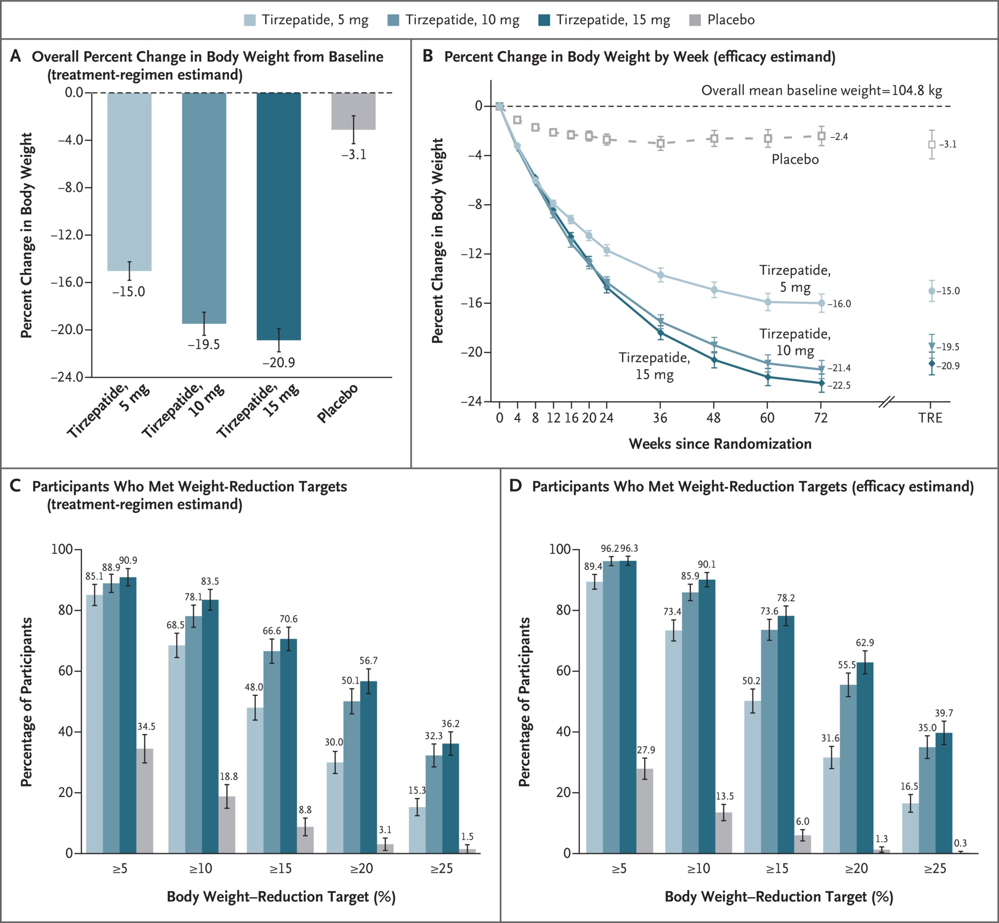 Tirzepatide, 5 mg Tirzepatide, 10 mg Tirzepatide, 15 mg Placebo
A Overall Percent Change in Body Weight from Baseline
(treatment-regimen estimand)
Percent Change in Body Weight
0.0
−4.0
−8.0
−12.0
−16.0
−20.0
−24.0
−15.0
−19.5
−20.9
−3.1
Tirzepatide,
5 mg
Tirzepatide,
10 mg
Tirzepatide,
15 mg
Placebo
B Percent Change in Body Weight by Week (efficacy estimand)
Overall mean baseline weight=104.8 kg
Percent Change in Body Weight
0
−4
−8
−12
−16
−20
−24
−2.4
−3.1
Placebo
Tirzepatide,
5 mg
−16.0
−15.0
Tirzepatide,
10 mg
−21.4
−19.5
Tirzepatide,
15 mg
−22.5
−20.9
0 4 8 12 16 20 24 36 48 60 72 TRE
Weeks since Randomization
C Participants Who Met Weight-Reduction Targets
(treatment-regimen estimand)
Percentage of Participants
100
80
60
40
20
0
85.1 88.9 90.9 34.5
68.5 78.1 83.5 18.8
48.0 66.6 70.6 8.8
30.0 50.1 56.7 3.1
15.3 32.3 36.2 1.5
≥5 ≥10 ≥15 ≥20 ≥25
Body Weight–Reduction Target (%)
D Participants Who Met Weight-Reduction Targets (efficacy estimand)
Percentage of Participants
100
80
60
40
20
0
89.4 96.2 96.3 27.9
73.4 85.9 90.1 13.5
50.2 73.6 78.2 6.0
31.6 55.5 62.9 1.3
16.5 35.0 39.7 0.3
≥5 ≥10 ≥15 ≥20 ≥25
Body Weight–Reduction Target (%)